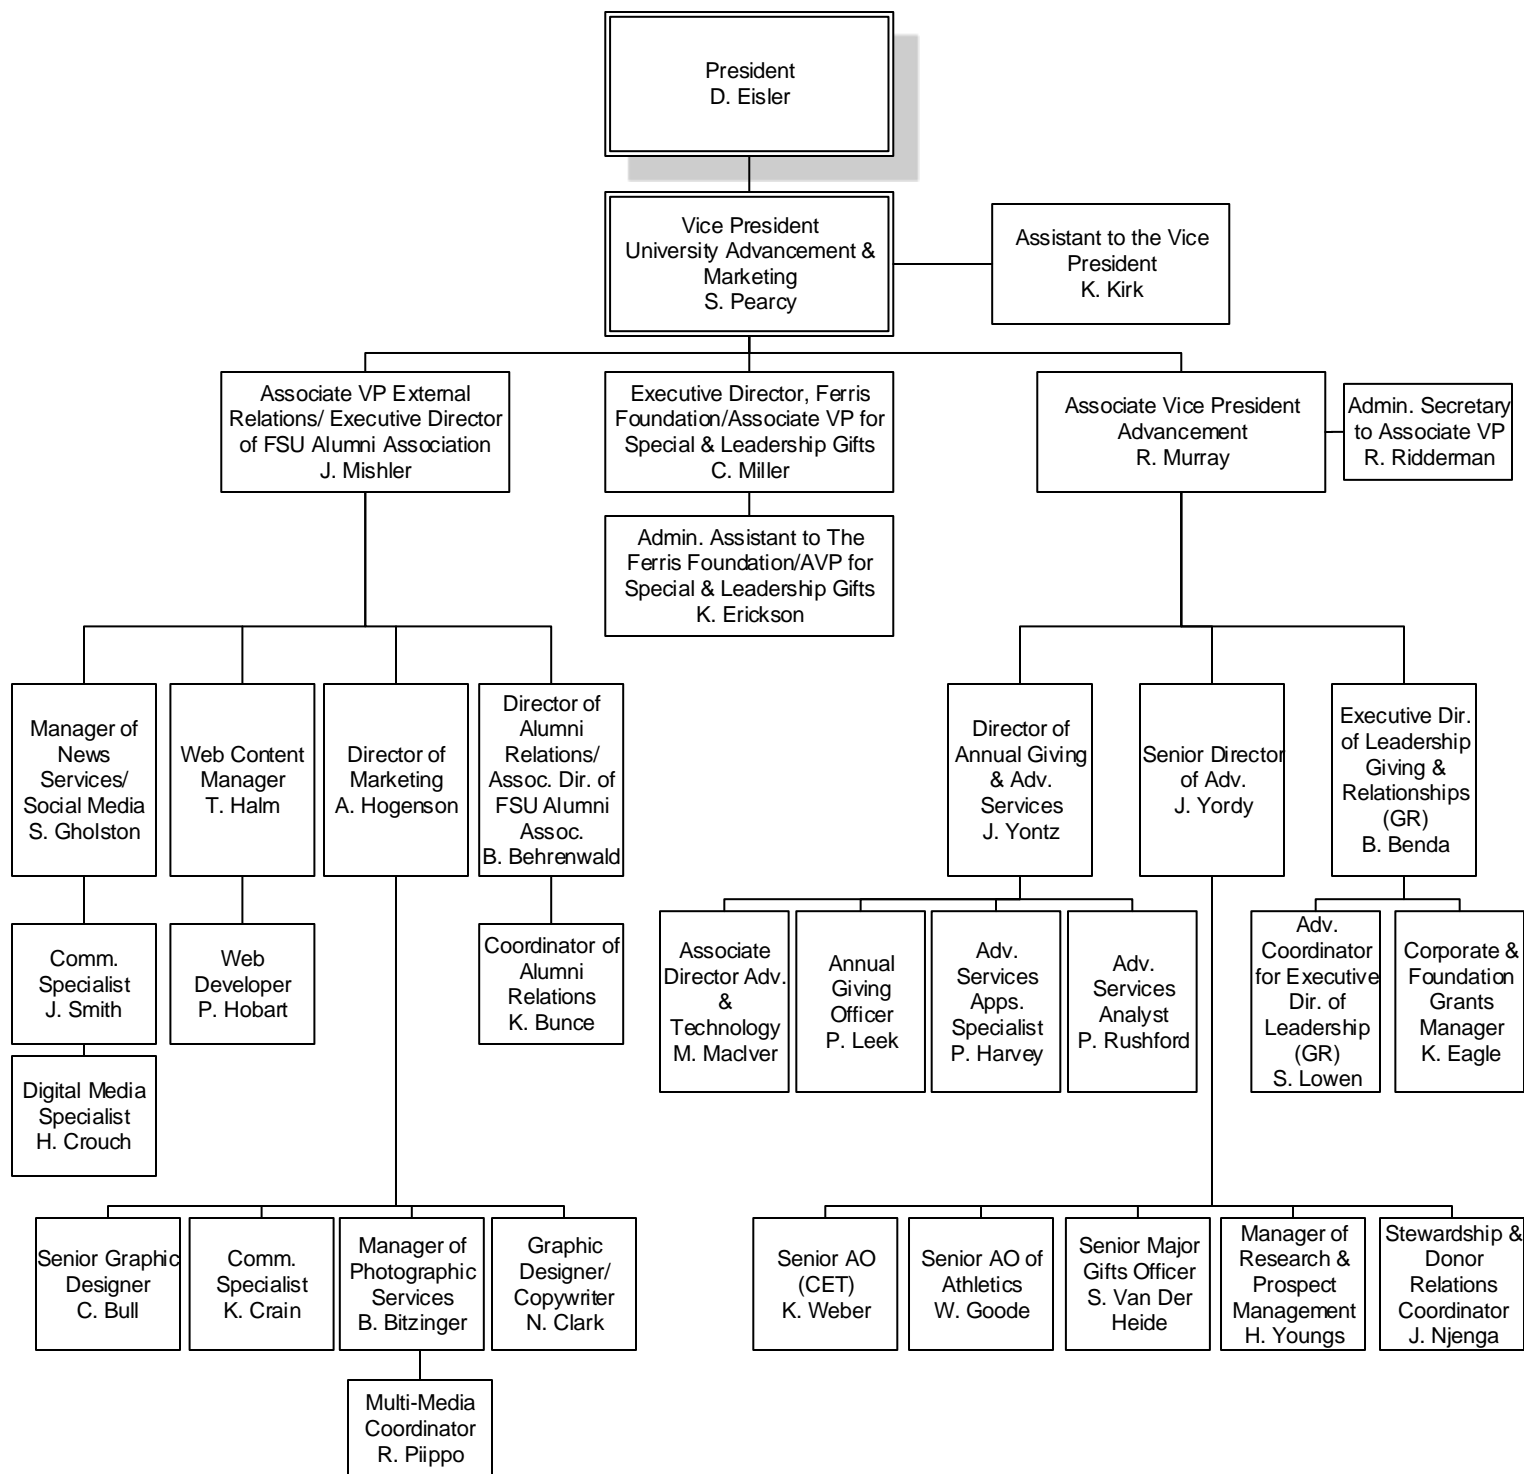 President
D. Eisler
Vice President
University Advancement &
Marketing
S. Pearcy
Assistant to the Vice
President
K. Kirk
Associate VP External
Relations/ Executive Director
of FSU Alumni Association
J. Mishler
Executive Director, Ferris
Foundation/Associate VP for
Special & Leadership Gifts
C. Miller
Associate Vice President
Advancement
R. Murray
Admin. Secretary
to Associate VP
R. Ridderman
Admin. Assistant to The
Ferris Foundation/AVP for
Special & Leadership Gifts
K. Erickson
Manager of
News
Services/
Social Media
S. Gholston
Web Content
Manager
T. Halm
Director of
Marketing
A. Hogenson
Director of
Alumni
Relations/
Assoc. Dir. of
FSU Alumni
Assoc.
B. Behrenwald
Director of
Annual Giving
& Adv.
Services
J. Yontz
Senior Director
of Adv.
J. Yordy
Executive Dir.
of Leadership
Giving &
Relationships
(GR)
B. Benda
Comm.
Specialist
J. Smith
Web
Developer
P. Hobart
Coordinator of
Alumni
Relations
K. Bunce
Associate
Director Adv.
&
Technology
M. MacIver
Annual
Giving
Officer
P. Leek
Adv.
Services
Apps.
Specialist
P. Harvey
Adv.
Services
Analyst
P. Rushford
Adv.
Coordinator
for Executive
Dir. of
Leadership
(GR)
S. Lowen
Corporate &
Foundation
Grants
Manager
K. Eagle
Digital Media
Specialist
H. Crouch
Senior Graphic
Designer
C. Bull
Comm.
Specialist
K. Crain
Manager of
Photographic
Services
B. Bitzinger
Graphic
Designer/
Copywriter
N. Clark
Senior AO
(CET)
K. Weber
Senior AO of
Athletics
W. Goode
Senior Major
Gifts Officer
S. Van Der
Heide
Manager of
Research &
Prospect
Management
H. Youngs
Stewardship &
Donor
Relations
Coordinator
J. Njenga
Multi-Media
Coordinator
R. Piippo